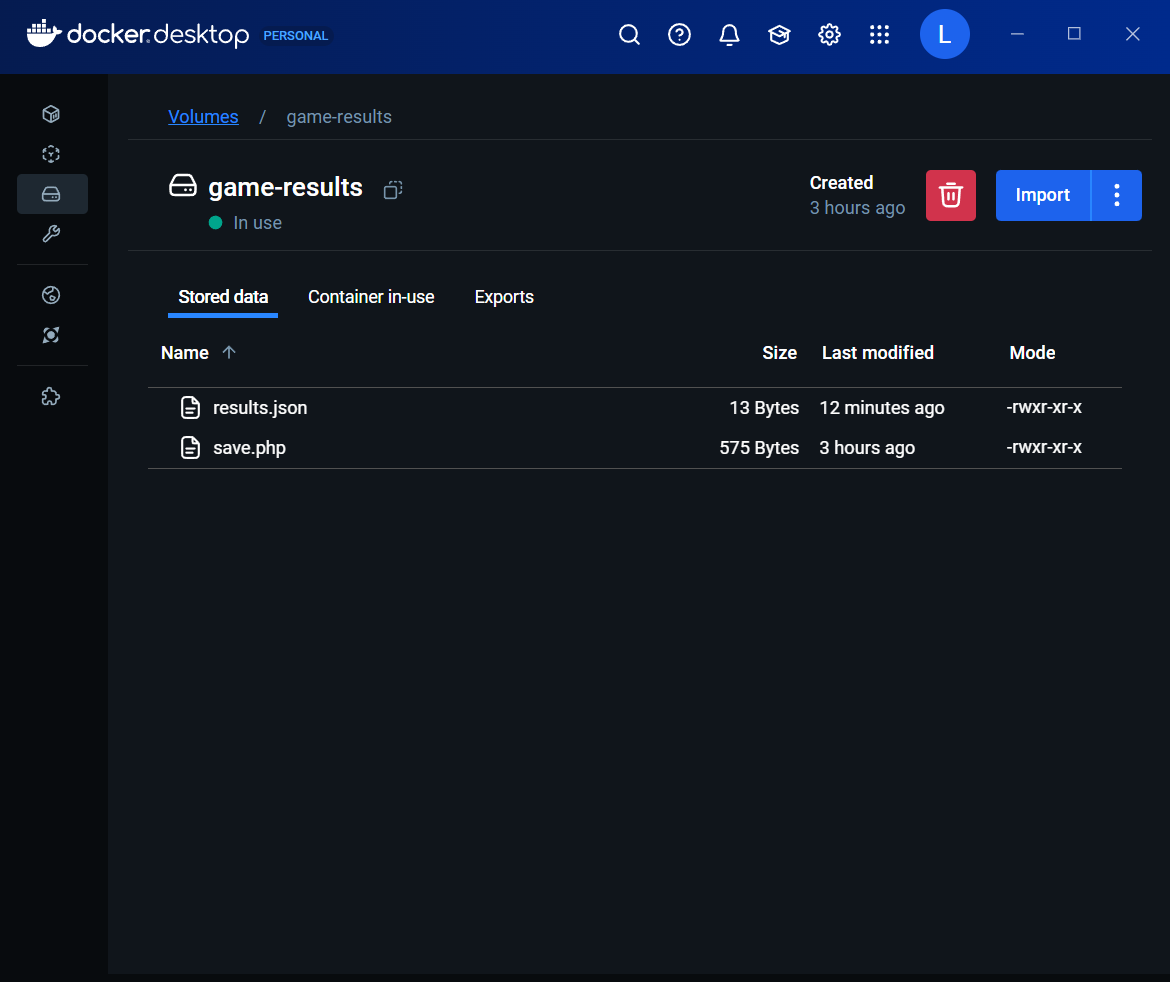 docker.desktop PERSONAL L
Volumes / game-results
game-results
In use
Created
3 hours ago
Import
Stored data Container in-use Exports
Name Size Last modified Mode
results.json 13 Bytes 12 minutes ago -rwxr-xr-x
save.php 575 Bytes 3 hours ago -rwxr-xr-x